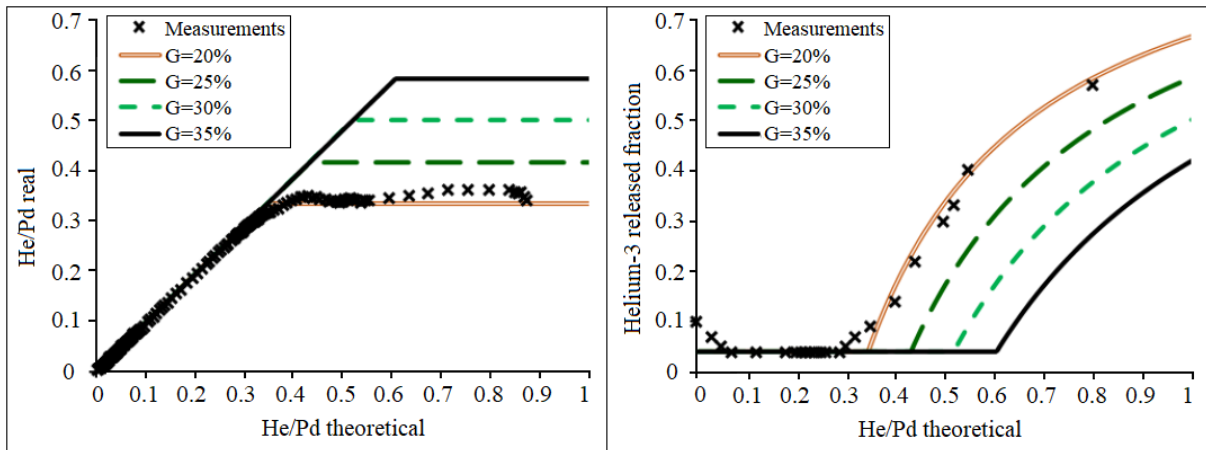 Measurements
G=20%
G=25%
G=30%
G=35%
0.7
0.6
0.5
0.4
0.3
0.2
0.1
0
He/Pd real
0 0.1 0.2 0.3 0.4 0.5 0.6 0.7 0.8 0.9 1
He/Pd theoretical
Measurements
G=20%
G=25%
G=30%
G=35%
0.7
0.6
0.5
0.4
0.3
0.2
0.1
0
Helium-3 released fraction
0 0.1 0.2 0.3 0.4 0.5 0.6 0.7 0.8 0.9 1
He/Pd theoretical